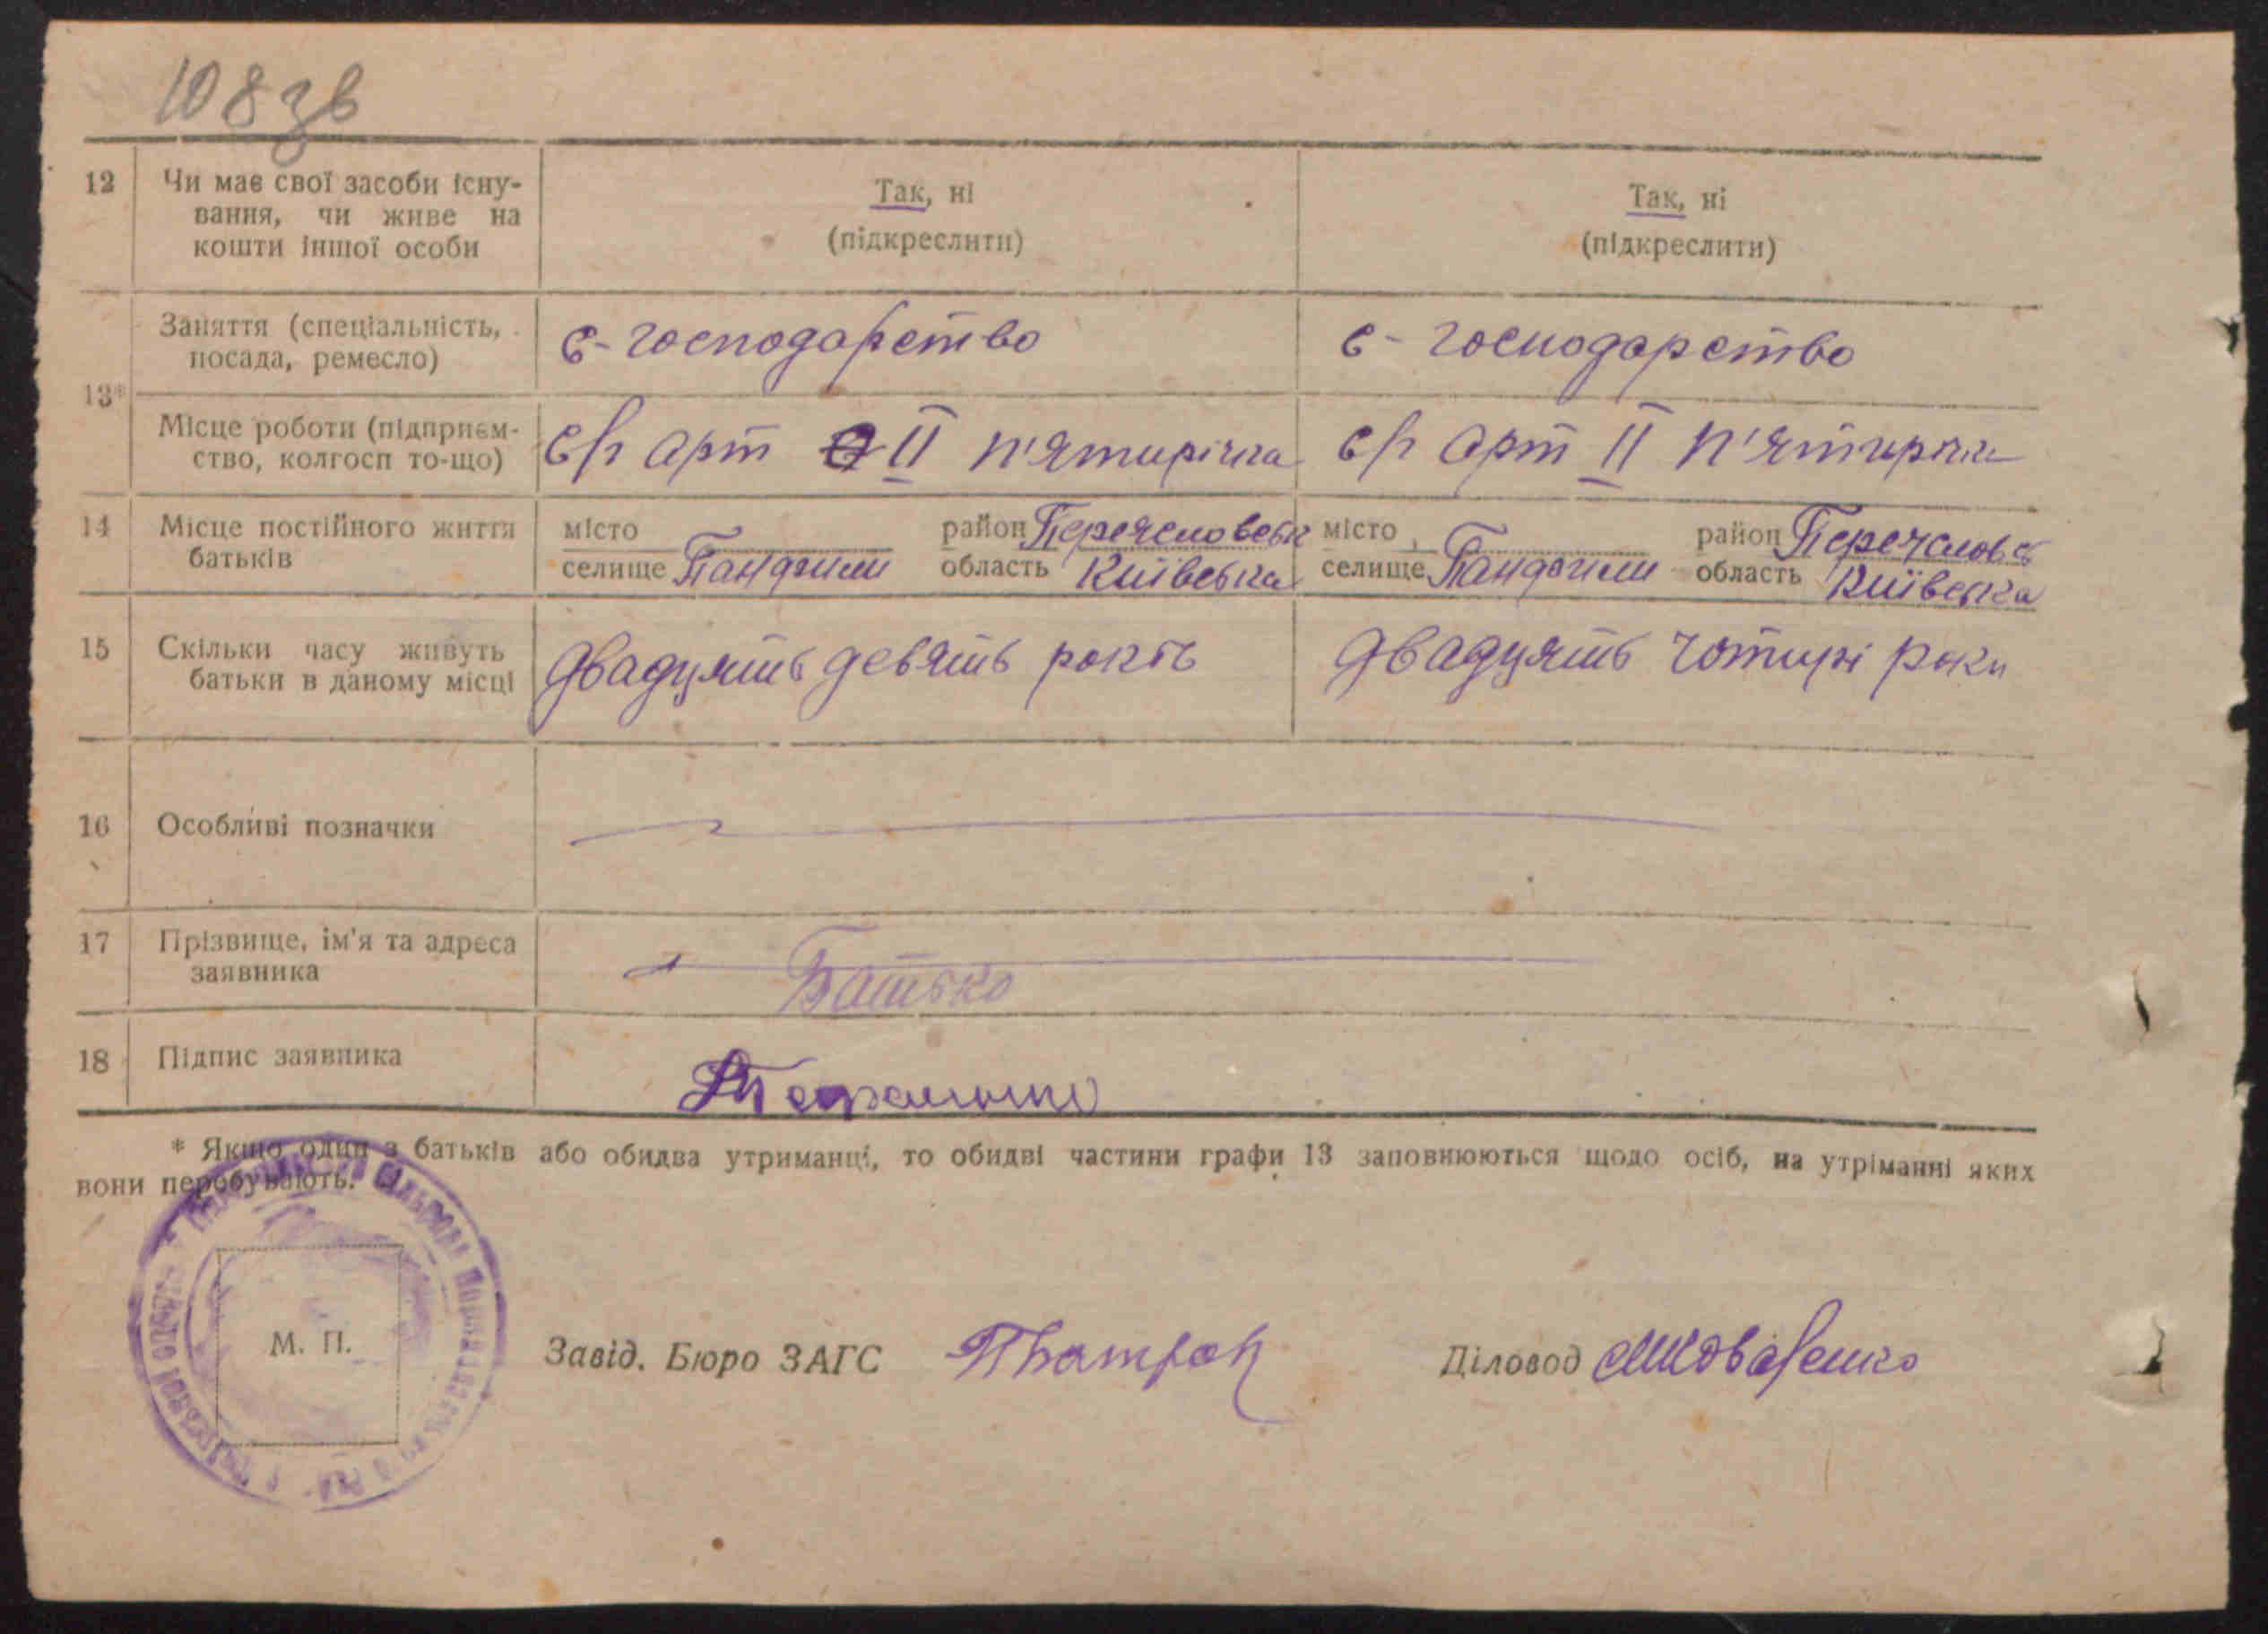 108 зв
12 Чи має свої засоби існу- Так, ні Так, ні
вання, чи живе на (підкреслити) (підкреслити)
кошти іншої особи
13* Заняття (спеціальність, с-господарство с-господарство
посада, ремесло)
Місце роботи (підприєм- с/г арт II п'ятирічка с/г арт II п'ятирічка
ство, колгосп то-що)
14 Місце постійного життя місто район місто район
батьків селище область Київська селище область Київська
15 Скільки часу живуть двадцять девять років двадцять чотирі роки
батьки в даному місці
16 Особливі позначки
17 Прізвище, ім'я та адреса Батько
заявника
18 Підпис заявника
* Якщо один з батьків або обидва утриманці, то обидві частини графи 13 заповнюються щодо осіб, на утріманні яких
вони перебувають.
М. П. Завід. Бюро ЗАГС Діловод